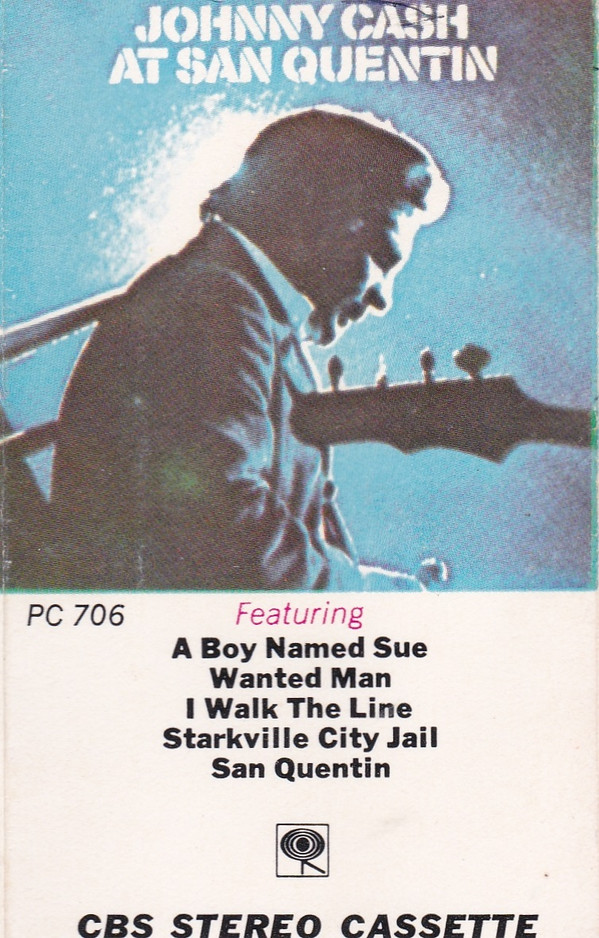 JOHNNY CASH
AT SAN QUENTIN
PC 706
Featuring
A Boy Named Sue
Wanted Man
I Walk The Line
Starkville City Jail
San Quentin
CBS STEREO CASSETTE